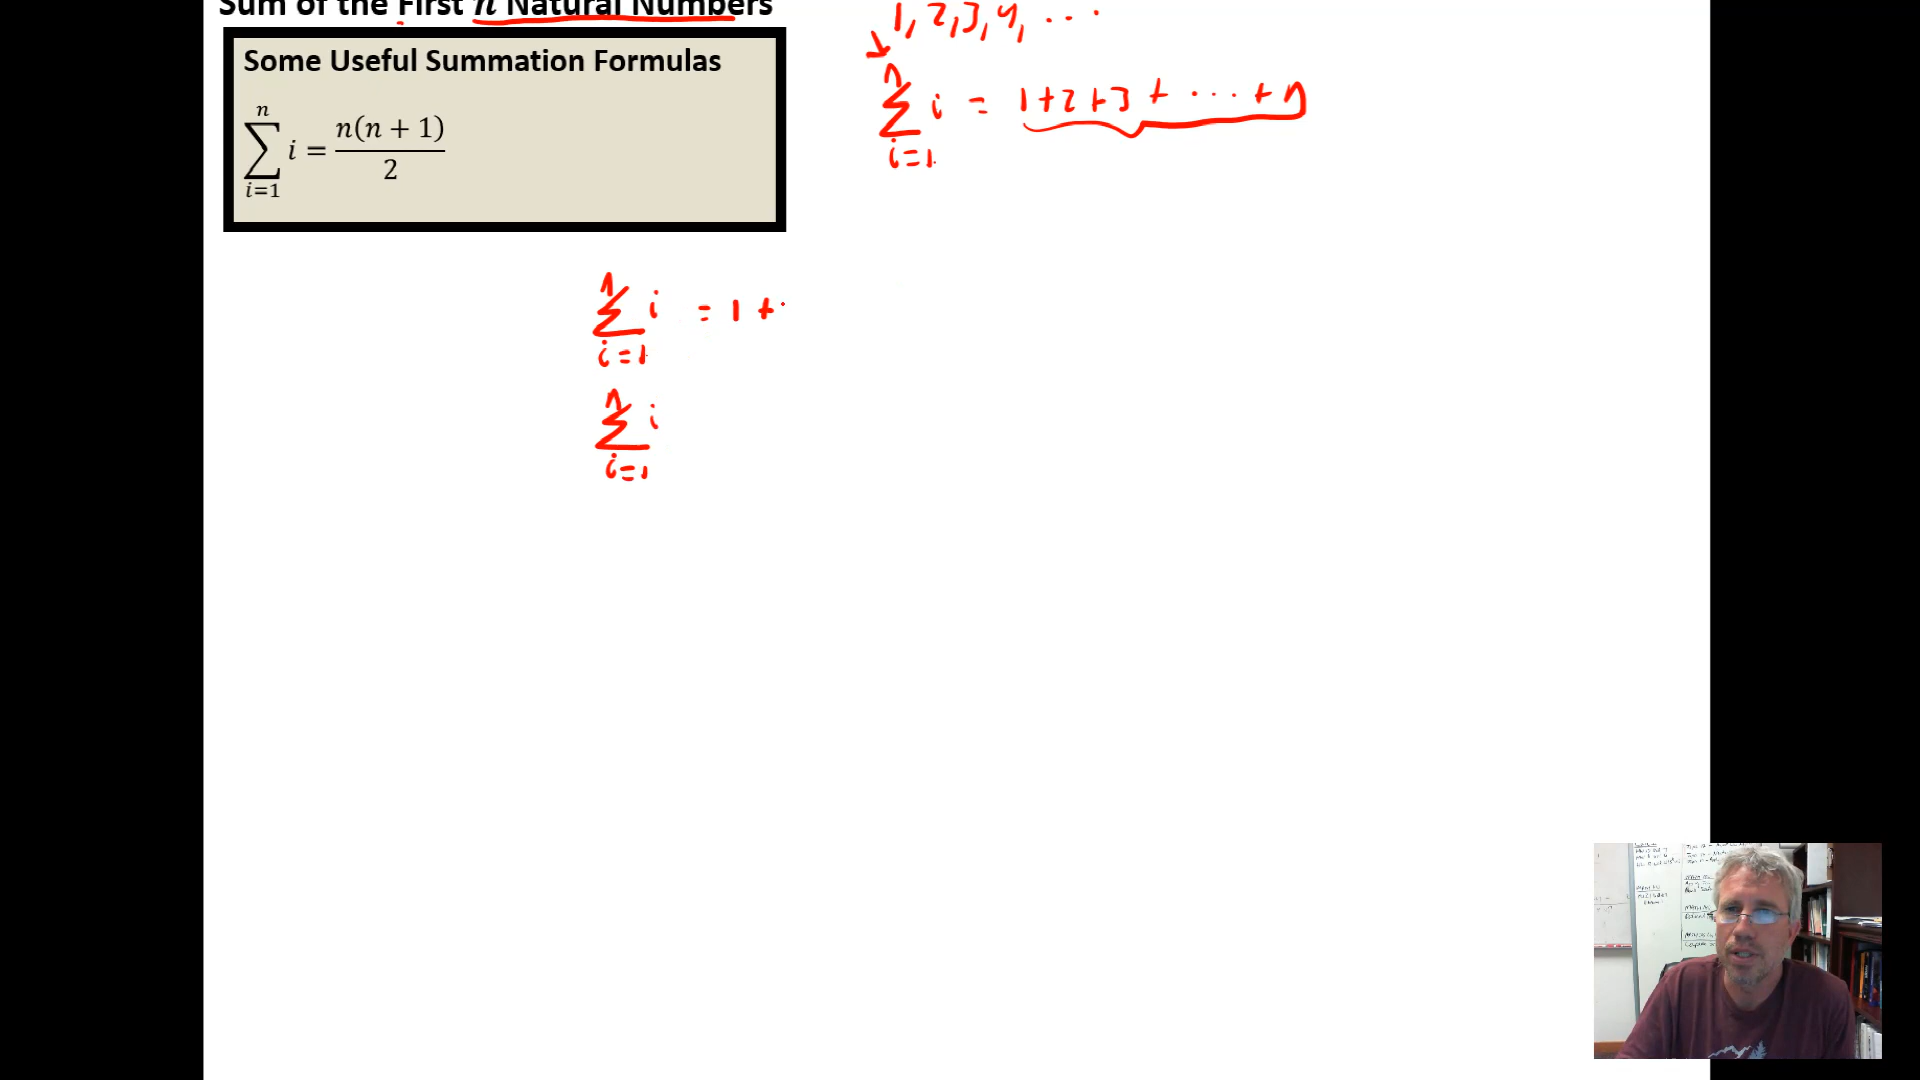 Sum of the First n Natural Numbers
1, 2, 3, 4, ...
Some Useful Summation Formulas
n
∑ i = n(n + 1)/2
i=1
n
∑ i = 1+2+3+ ... + n
i=1
n
∑ i = 1 + 
i=1
n
∑ i
i=1